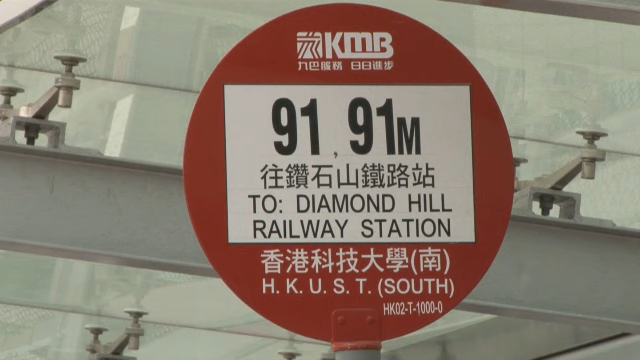 KMB
九巴服務 日日進步
91, 91M
往鑽石山鐵路站
TO: DIAMOND HILL
RAILWAY STATION
香港科技大學(南)
H. K. U. S. T. (SOUTH)
HK02-T-1000-0